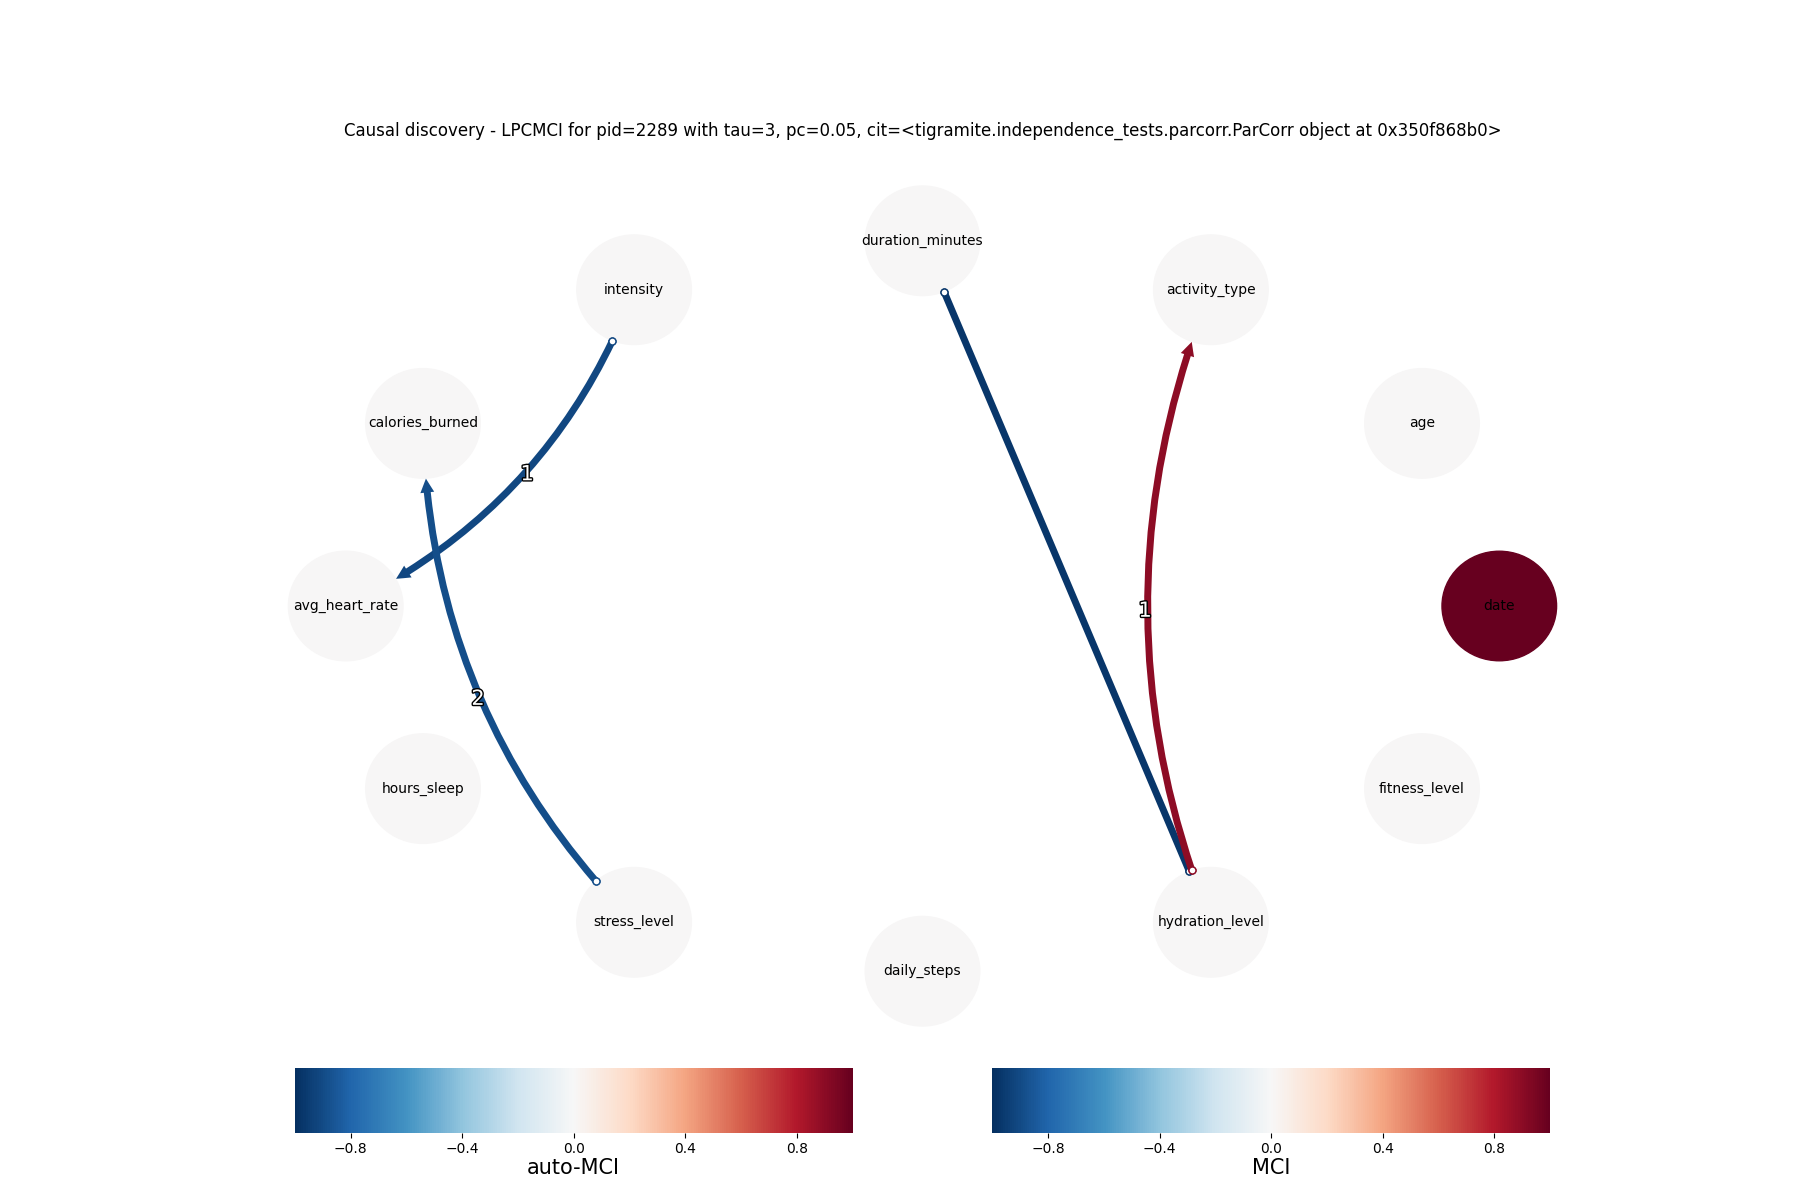 Causal discovery - LPCMCI for pid=2289 with tau=3, pc=0.05, cit=<tigramite.independence_tests.parcorr.ParCorr object at 0x350f868b0>
duration_minutes
intensity
activity_type
calories_burned
age
1
avg_heart_rate
date
1
2
hours_sleep
fitness_level
stress_level
hydration_level
daily_steps
−0.8 −0.4 0.0 0.4 0.8
auto-MCI
−0.8 −0.4 0.0 0.4 0.8
MCI